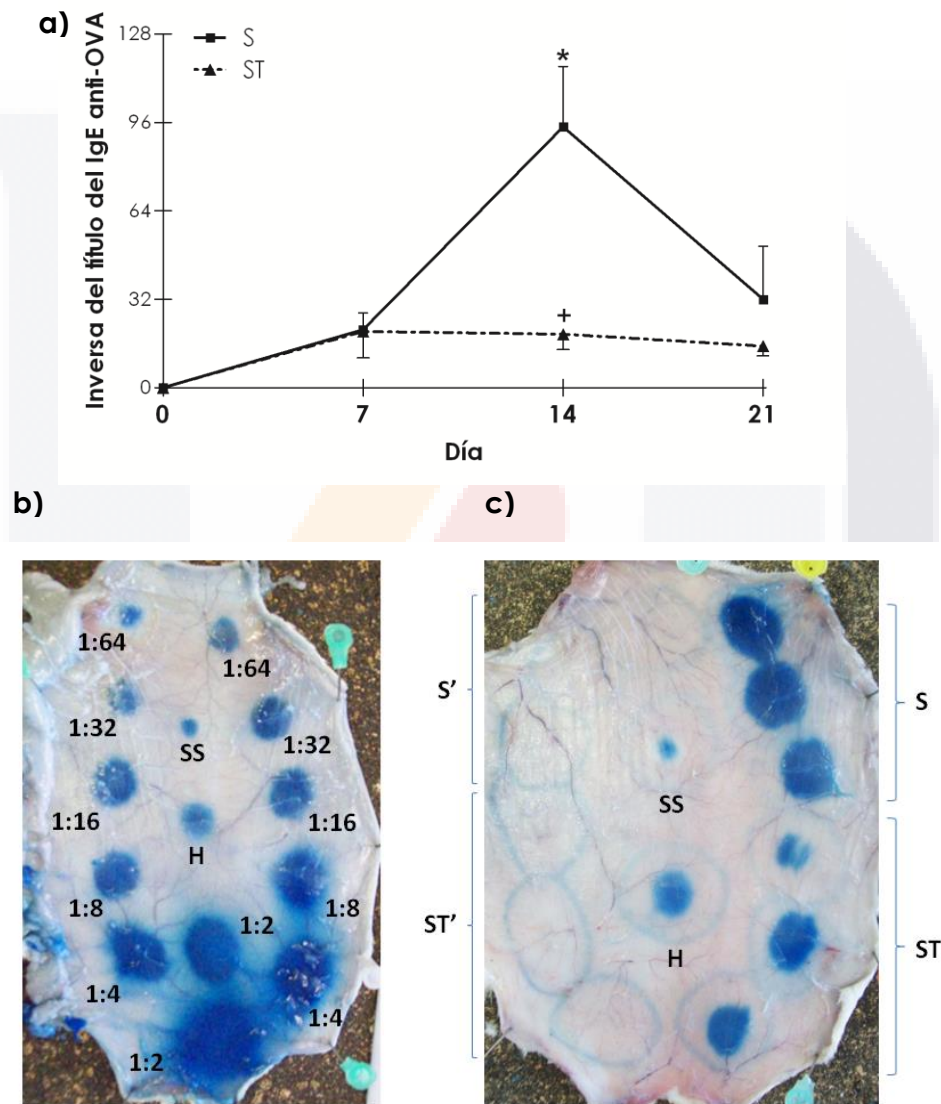 a)
128
96
64
32
0
S
ST
*
+
Inversa del título del IgE anti-OVA
0 7 14 21
Día
b)
c)
1:64
1:64
1:32
SS
1:32
1:16
H
1:16
1:8
1:2
1:8
1:4
1:4
1:2
S'
S
SS
ST'
H
ST